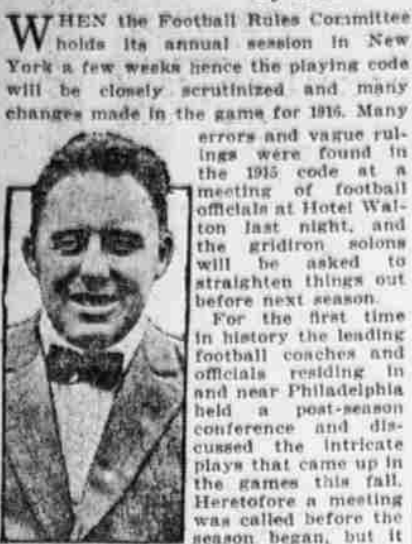 WHEN the Football Rules Committee
holds its annual session in New
York a few weeks hence the playing code
will be closely scrutinized and many
changes made in the game for 1916. Many
errors and vague rul-
ings were found in
the 1915 code at a
meeting of football
officials at Hotel Wal-
ton last night, and
the gridiron solons
will be asked to
straighten things out
before next season.
For the first time
in history the leading
football coaches and
officials residing in
and near Philadelphia
held a post-season
conference and dis-
cussed the intricate
plays that came up in
the games this fall.
Heretofore a meeting
was called before the
season began, but it